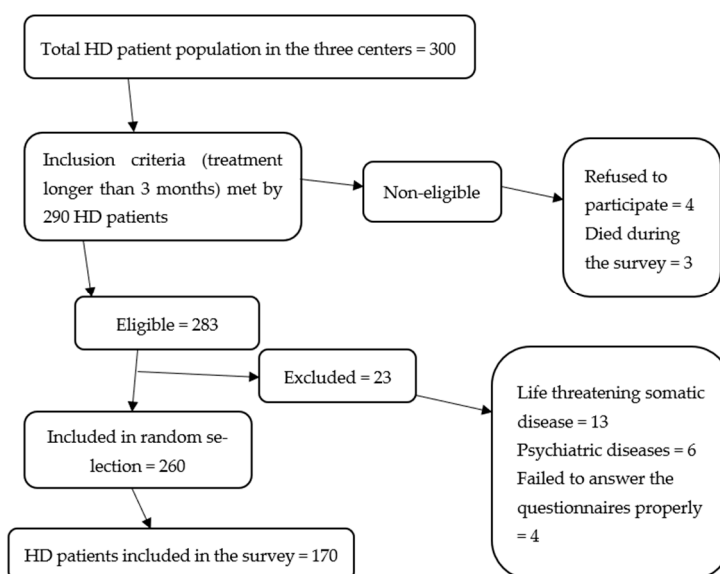 Total HD patient population in the three centers = 300
Inclusion criteria (treatment
longer than 3 months) met by
290 HD patients
Non-eligible
Refused to
participate = 4
Died during
the survey = 3
Eligible = 283
Excluded = 23
Life threatening somatic
disease = 13
Psychiatric diseases = 6
Failed to answer the
questionnaires properly
= 4
Included in random se-
lection = 260
HD patients included in the survey = 170